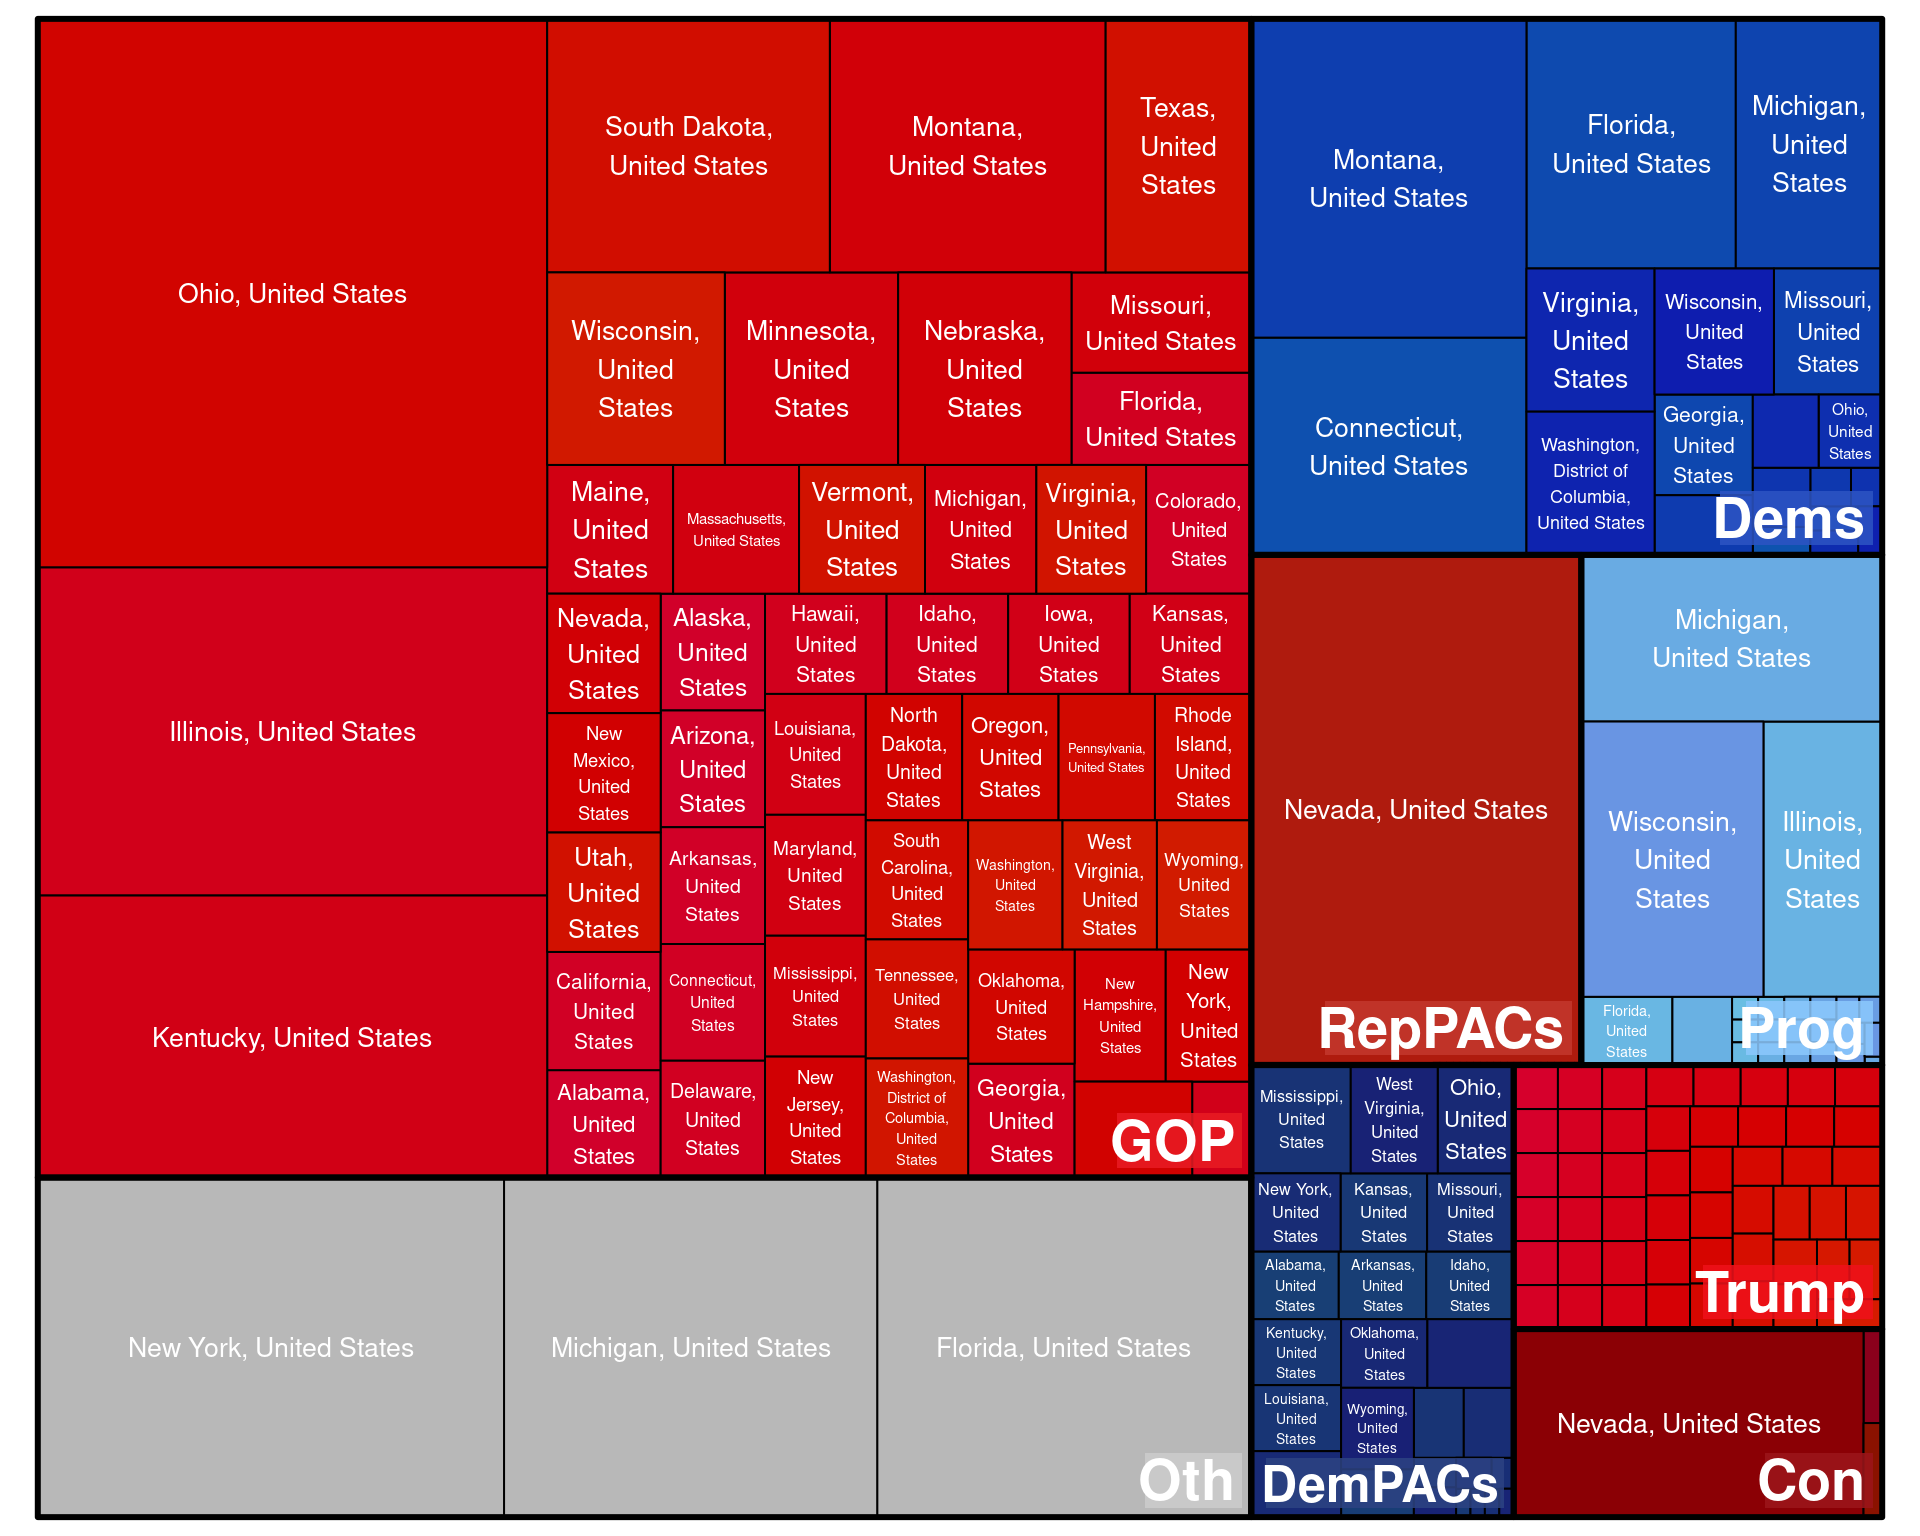 Ohio, United States
Illinois, United States
Kentucky, United States
South Dakota,
United States
Montana,
United States
Texas,
United
States
Wisconsin,
United
States
Minnesota,
United
States
Nebraska,
United
States
Missouri,
United States
Florida,
United States
Maine,
United
States
Massachusetts,
United States
Vermont,
United
States
Michigan,
United
States
Virginia,
United
States
Colorado,
United
States
Nevada,
United
States
Alaska,
United
States
Hawaii,
United
States
Idaho,
United
States
Iowa,
United
States
Kansas,
United
States
New
Mexico,
United
States
Arizona,
United
States
Louisiana,
United
States
North
Dakota,
United
States
Oregon,
United
States
Pennsylvania,
United States
Rhode
Island,
United
States
Utah,
United
States
Arkansas,
United
States
Maryland,
United
States
South
Carolina,
United
States
Washington,
United
States
West
Virginia,
United
States
Wyoming,
United
States
California,
United
States
Connecticut,
United
States
Mississippi,
United
States
Tennessee,
United
States
Oklahoma,
United
States
New
Hampshire,
United
States
New
York,
United
States
Alabama,
United
States
Delaware,
United
States
New
Jersey,
United
States
Washington,
District of
Columbia,
United
States
Georgia,
United
States
GOP
New York, United States
Michigan, United States
Florida, United States
Oth
Montana,
United States
Florida,
United States
Michigan,
United
States
Connecticut,
United States
Virginia,
United
States
Wisconsin,
United
States
Missouri,
United
States
Washington,
District of
Columbia,
United States
Georgia,
United
States
Ohio,
United
States
Dems
Nevada, United States
RepPACs
Michigan,
United States
Wisconsin,
United
States
Illinois,
United
States
Florida,
United
States
Prog
Mississippi,
United
States
West
Virginia,
United
States
Ohio,
United
States
New York,
United
States
Kansas,
United
States
Missouri,
United
States
Alabama,
United
States
Arkansas,
United
States
Idaho,
United
States
Kentucky,
United
States
Oklahoma,
United
States
Louisiana,
United
States
Wyoming,
United
States
DemPACs
Trump
Nevada, United States
Con